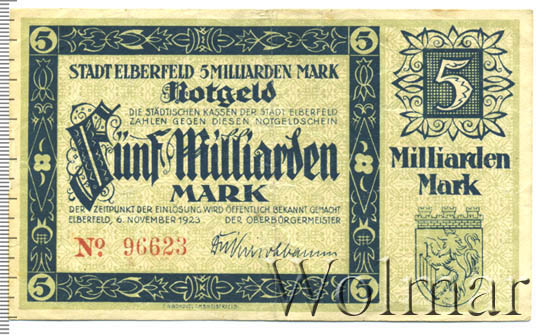 5
5
STADT ELBERFELD 5 MILLIARDEN MARK
Notgeld
DIE STÄDTISCHEN KASSEN DER STADT ELBERFELD
ZAHLEN GEGEN DIESEN NOTGELDSCHEIN
Fünf Milliarden
MARK
DER ZEITPUNKT DER EINLÖSUNG WIRD ÖFFENTLICH BEKANNT GEMACHT
ELBERFELD, 6. NOVEMBER 1923. DER OBERBÜRGERMEISTER
No. 96623
5
5
5
Milliarden
Mark
Wolmar